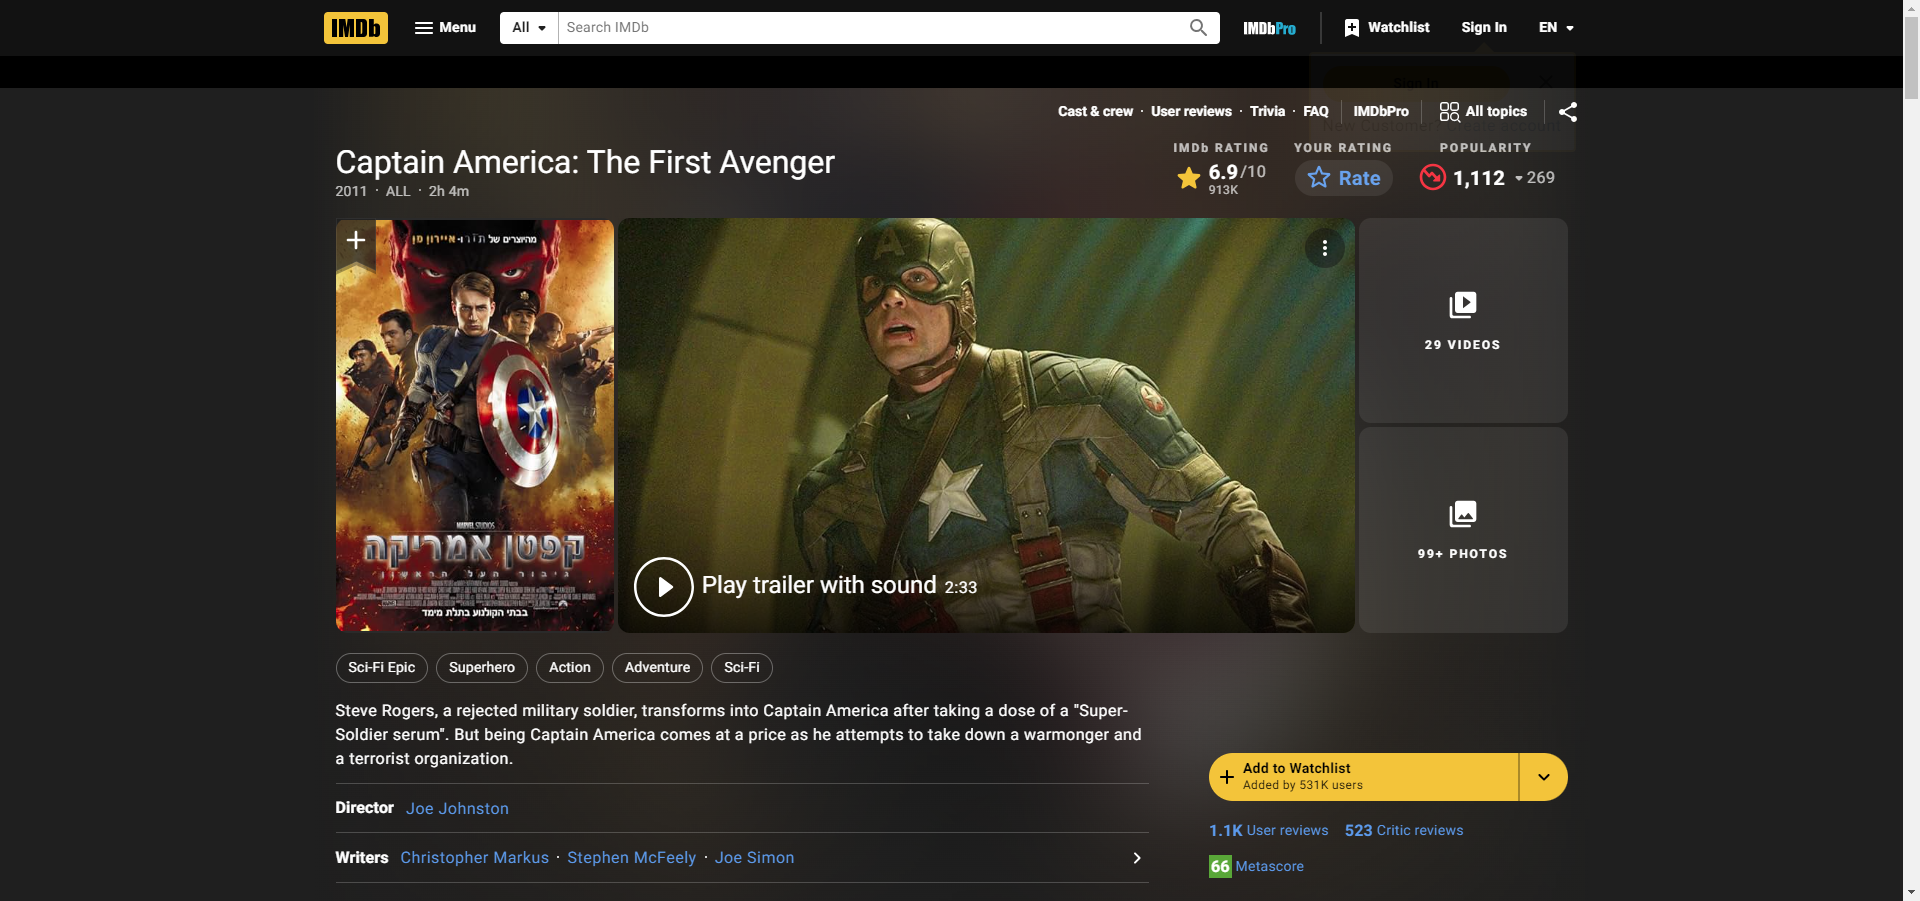 IMDb
Menu
All
Search IMDb
IMDbPro
Watchlist
Sign In
EN
Sign In
Cast & crew · User reviews · Trivia · FAQ
IMDbPro
All topics
Captain America: The First Avenger
2011 · ALL · 2h 4m
IMDb RATING
6.9/10
913K
YOUR RATING
Rate
POPULARITY
1,112
269
מהיוצרים של תור ו-איירון מן
MARVEL STUDIOS
קפטן אמריקה
גיבור העל הראשון
בבתי הקולנוע בתלת מימד
Play trailer with sound 2:33
29 VIDEOS
99+ PHOTOS
Sci-Fi Epic
Superhero
Action
Adventure
Sci-Fi
Steve Rogers, a rejected military soldier, transforms into Captain America after taking a dose of a "Super-
Soldier serum". But being Captain America comes at a price as he attempts to take down a warmonger and
a terrorist organization.
Director Joe Johnston
Writers Christopher Markus · Stephen McFeely · Joe Simon
Add to Watchlist
Added by 531K users
1.1K User reviews
523 Critic reviews
66 Metascore